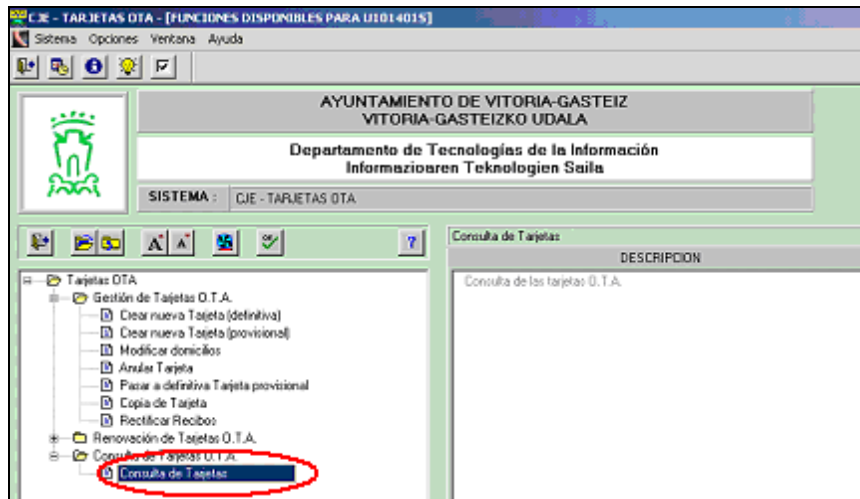 CJE - TARJETAS OTA - [FUNCIONES DISPONIBLES PARA U101401S]
Sistema Opciones Ventana Ayuda
AYUNTAMIENTO DE VITORIA-GASTEIZ
VITORIA-GASTEIZKO UDALA
Departamento de Tecnologías de la Información
Informazioaren Teknologien Saila
SISTEMA : CJE - TARJETAS OTA
Consulta de Tarjetas
DESCRIPCION
Consulta de las tarjetas O.T.A.
Tarjetas OTA
Gestión de Tarjetas O.T.A.
Crear nueva Tarjeta (definitiva)
Crear nueva Tarjeta (provisional)
Modificar domicilios
Anular Tarjeta
Pasar a definitiva Tarjeta provisional
Copia de Tarjeta
Rectificar Recibos
Renovación de Tarjetas O.T.A.
Consulta de Tarjetas O.T.A.
Consulta de Tarjetas